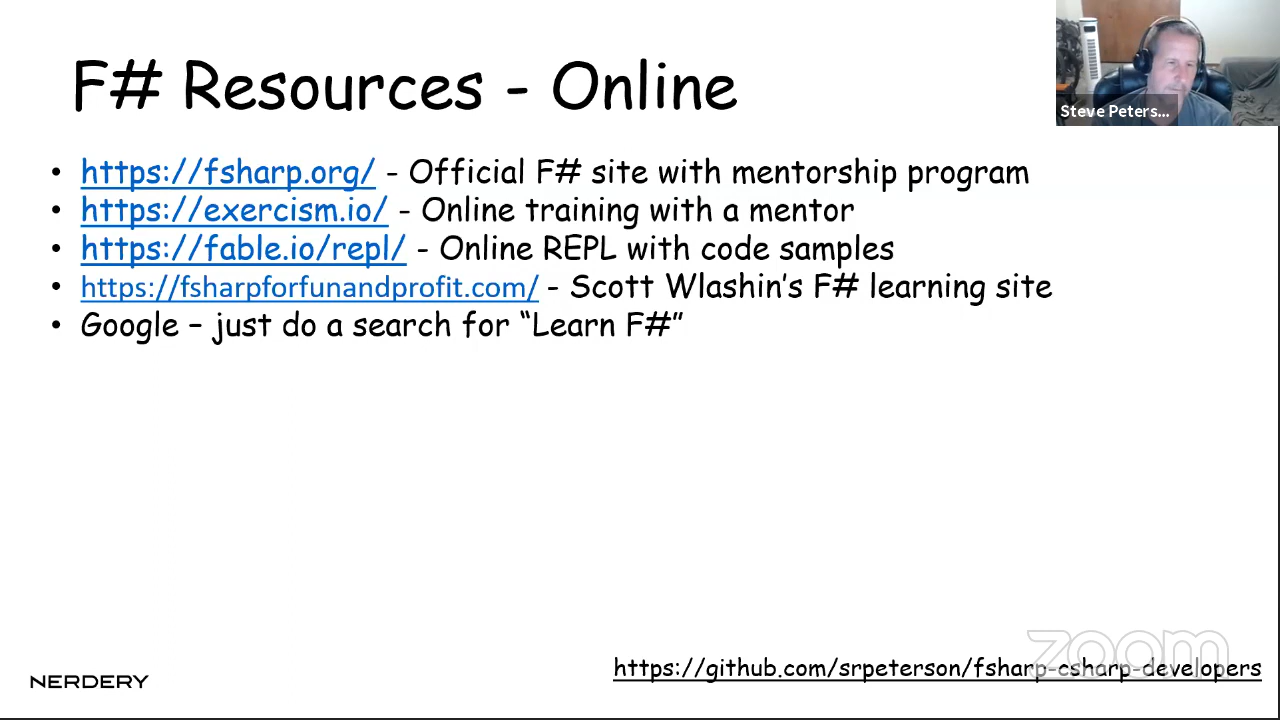 F# Resources - Online
Steve Peters...
• https://fsharp.org/ - Official F# site with mentorship program
• https://exercism.io/ - Online training with a mentor
• https://fable.io/repl/ - Online REPL with code samples
• https://fsharpforfunandprofit.com/ - Scott Wlashin's F# learning site
• Google – just do a search for “Learn F#”
zoom
https://github.com/srpeterson/fsharp-csharp-developers
NERDERY